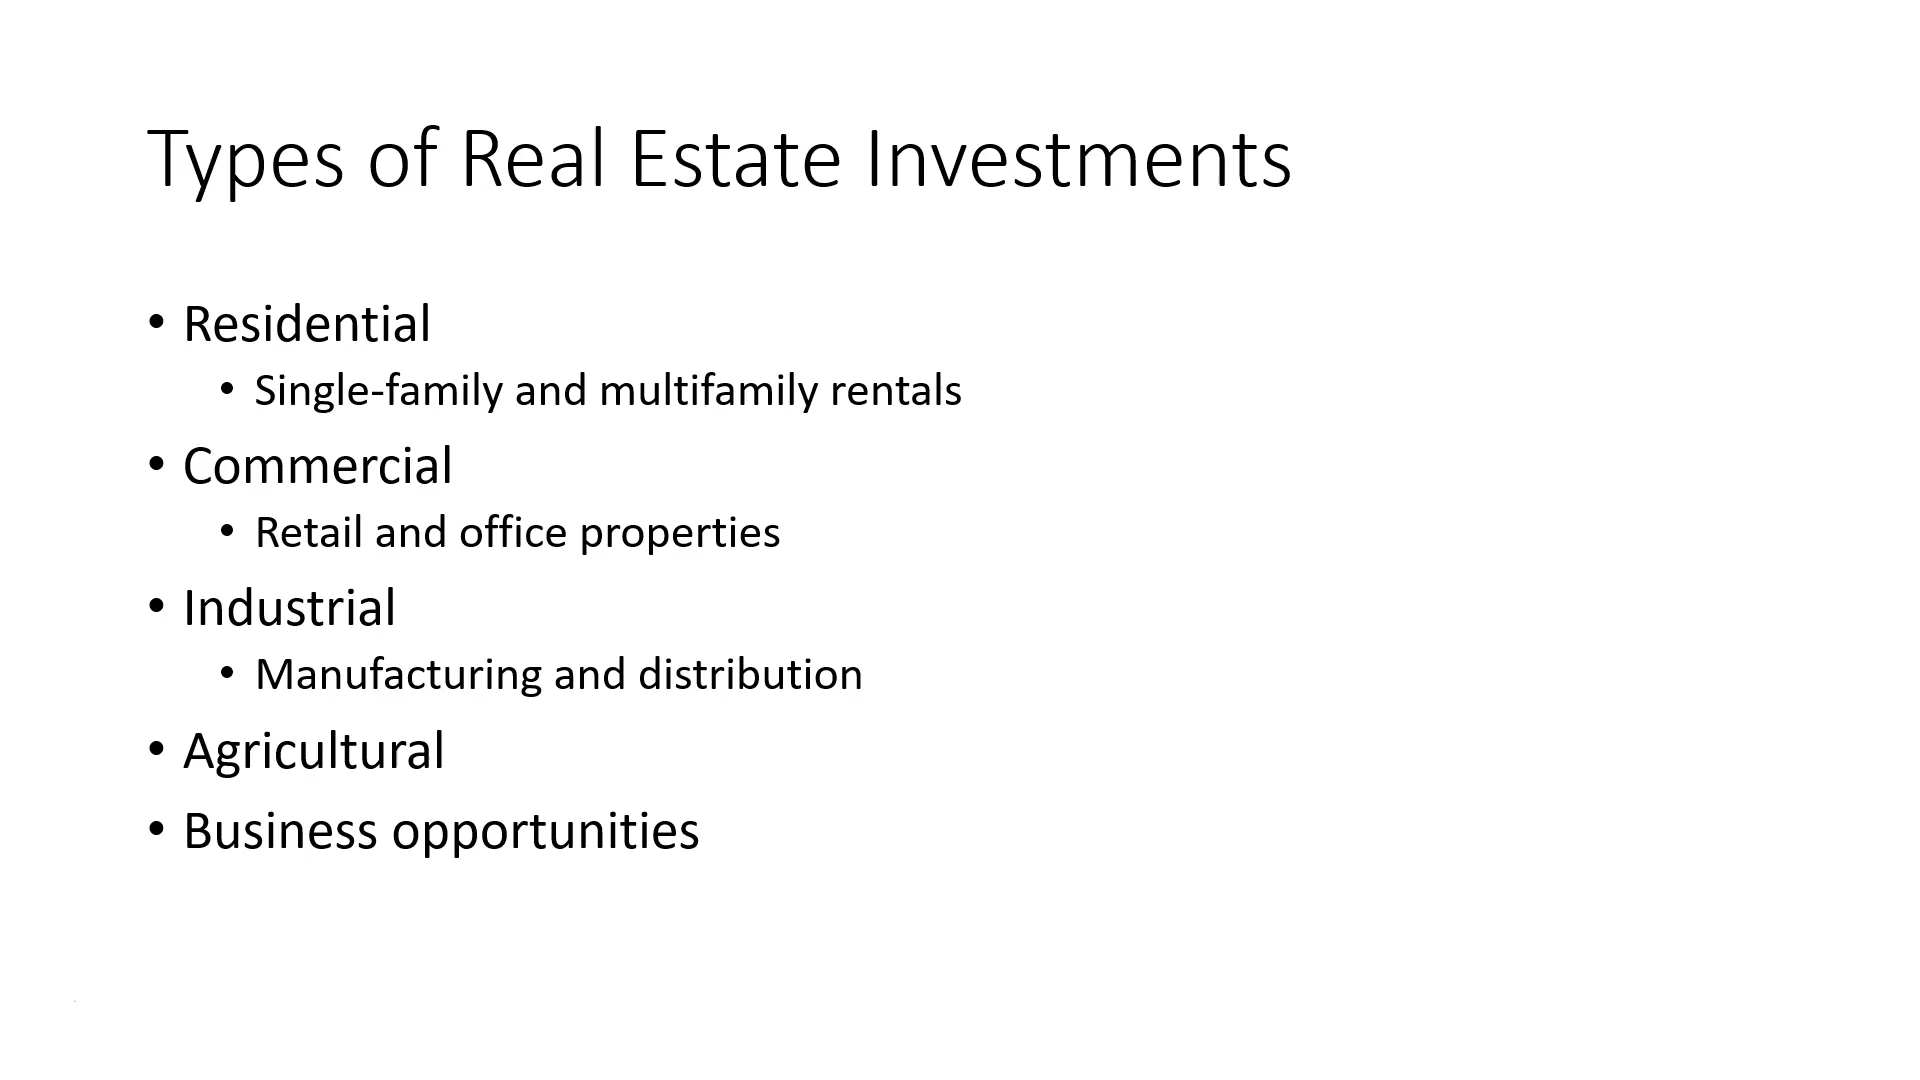 Types of Real Estate Investments
• Residential
• Single-family and multifamily rentals
• Commercial
• Retail and office properties
• Industrial
• Manufacturing and distribution
• Agricultural
• Business opportunities